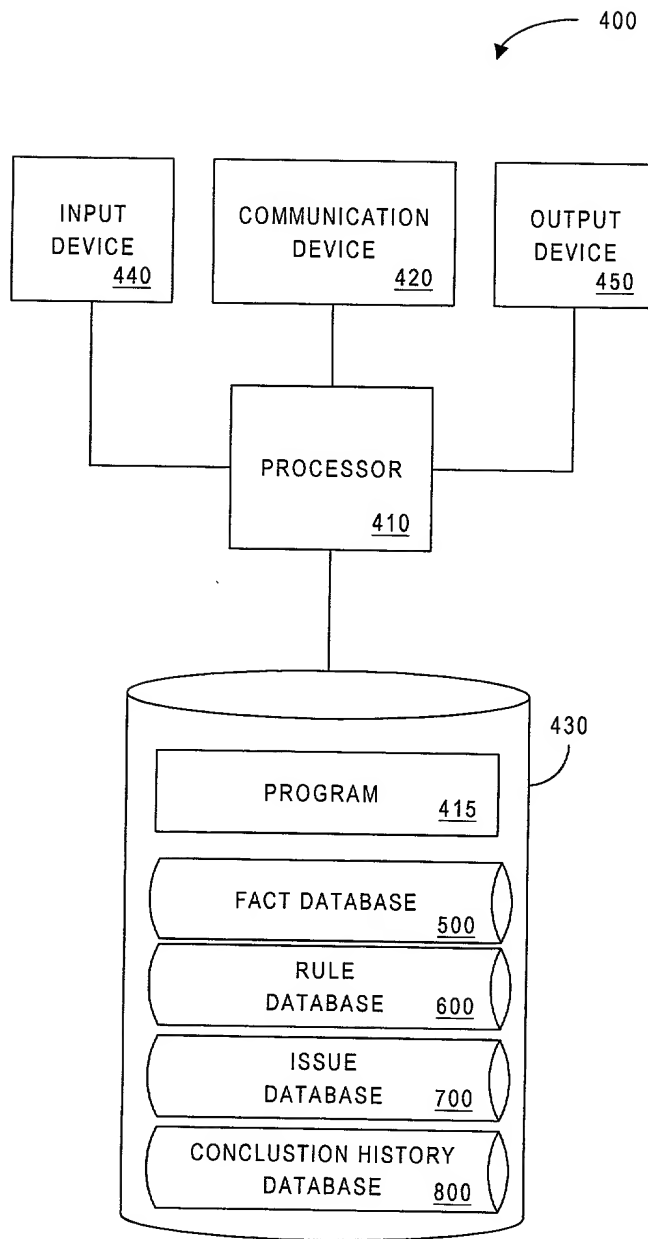 400
INPUT
DEVICE
440
COMMUNICATION
DEVICE
420
OUTPUT
DEVICE
450
PROCESSOR
410
430
PROGRAM
415
FACT DATABASE
500
RULE
DATABASE
600
ISSUE
DATABASE
700
CONCLUSTION HISTORY
DATABASE
800